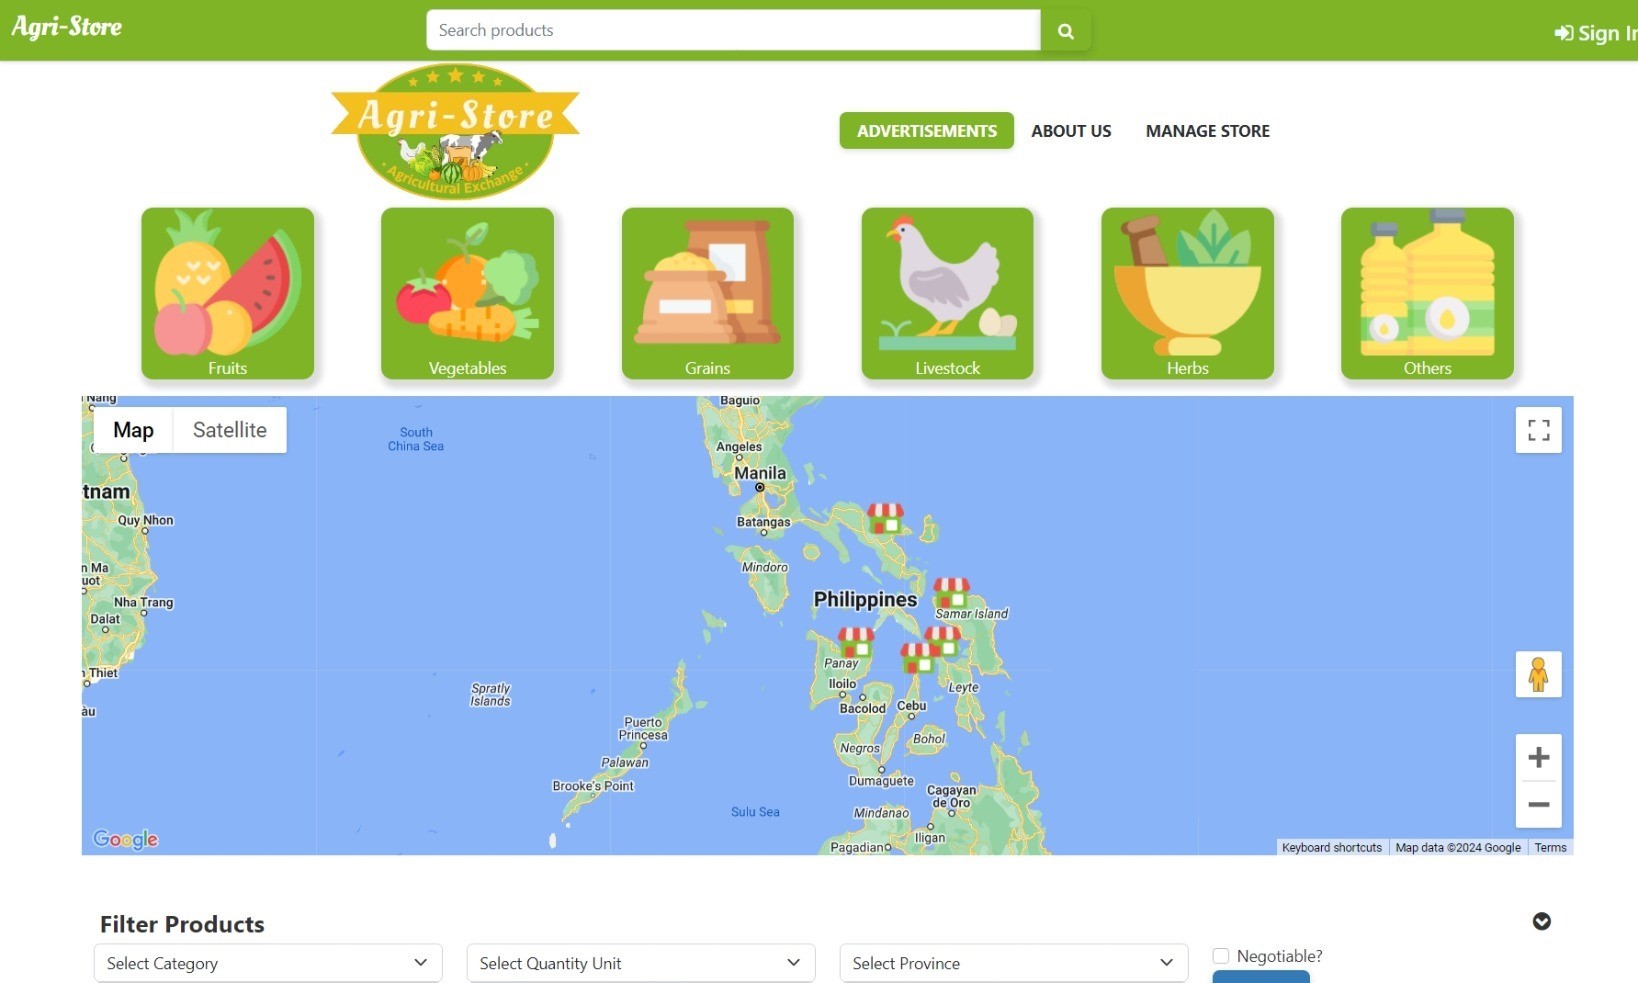 Agri-Store
Search products
Sign In
Agri-Store
Agricultural Exchange
ADVERTISEMENTS
ABOUT US
MANAGE STORE
Fruits
Vegetables
Grains
Livestock
Herbs
Others
Nang
Map
Satellite
South
China Sea
Baguio
Angeles
Manila
tnam
Quy Nhon
Batangas
n Ma
uot
Mindoro
Nha Trang
Philippines
Dalat
Samar Island
Thiet
Panay
Iloilo
Leyte
Spratly
Islands
âu
Bacolod
Cebu
Puerto
Princesa
Bohol
Negros
Palawan
Dumaguete
Brooke's Point
Cagayan
de Oro
Sulu Sea
Mindanao
Iligan
Pagadian
Google
Keyboard shortcuts
Map data ©2024 Google
Terms
Filter Products
Select Category
Select Quantity Unit
Select Province
Negotiable?